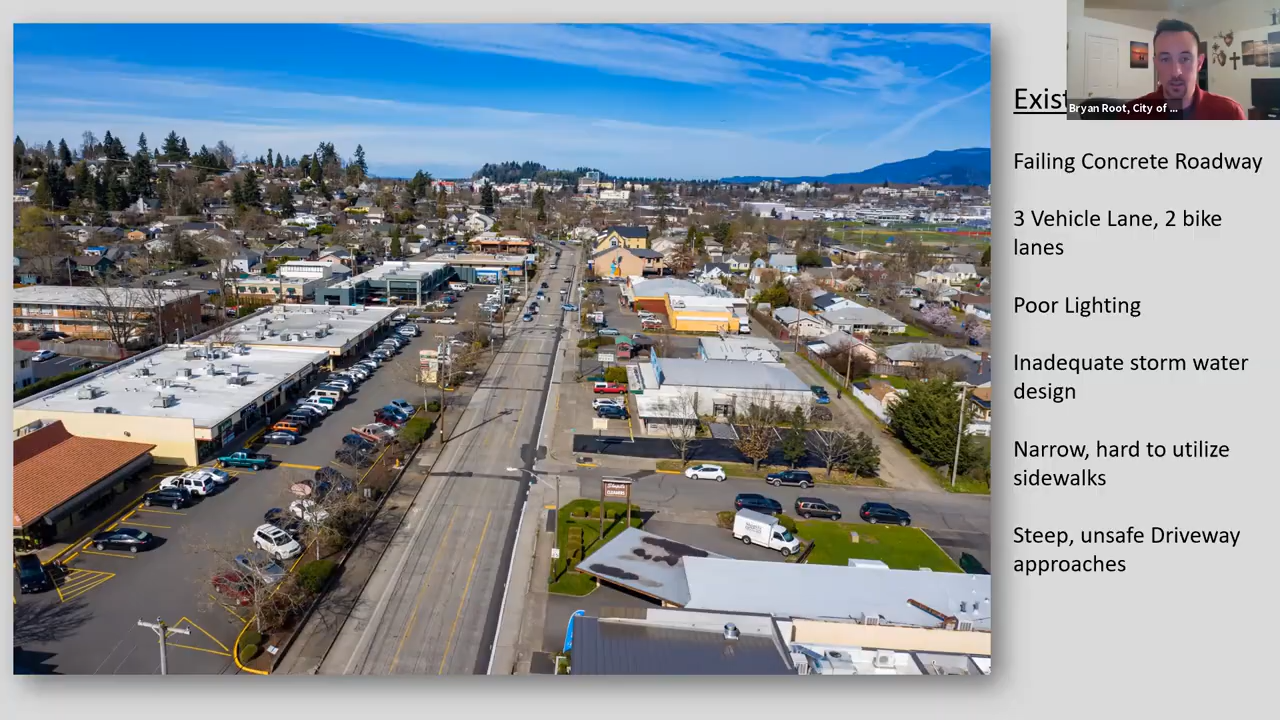 Exist
Bryan Root, City of ...
Failing Concrete Roadway
3 Vehicle Lane, 2 bike
lanes
Poor Lighting
Inadequate storm water
design
Narrow, hard to utilize
sidewalks
Steep, unsafe Driveway
approaches
CLEANERS